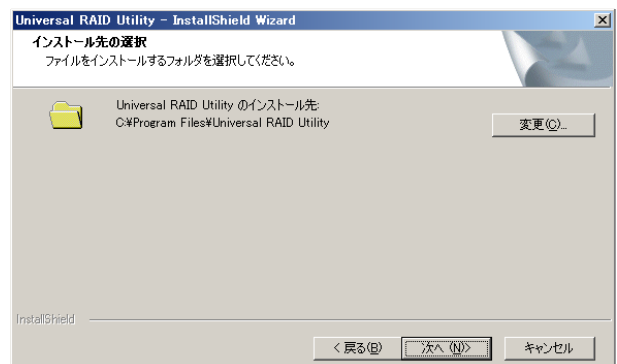 Universal RAID Utility - InstallShield Wizard
インストール先の選択
ファイルをインストールするフォルダを選択してください。
Universal RAID Utility のインストール先:
C:¥Program Files¥Universal RAID Utility
変更(C)...
InstallShield
< 戻る(B)
次へ (N)>
キャンセル